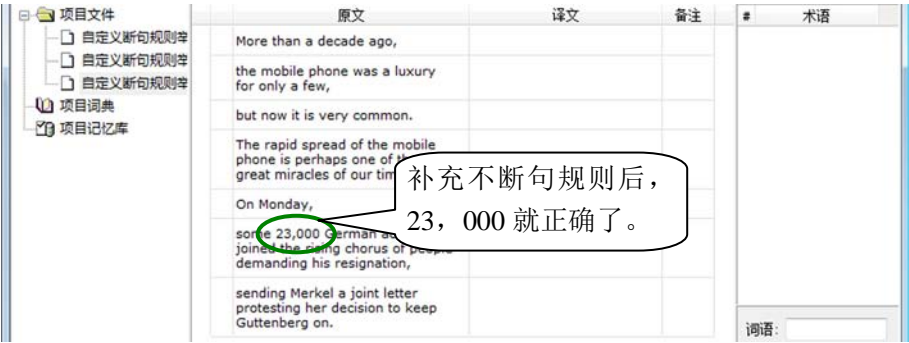 项目文件
自定义断句规则
自定义断句规则
自定义断句规则
项目词典
项目记忆库
原文
译文
备注
More than a decade ago,
the mobile phone was a luxury
for only a few,
but now it is very common.
The rapid spread of the mobile
phone is perhaps one of
great miracles of our
On Monday,
some 23,000 German
joined the rising chorus of people
demanding his resignation,
sending Merkel a joint letter
protesting her decision to keep
Guttenberg on.
补充不断句规则后，
23，000 就正确了。
# 术语
词语: